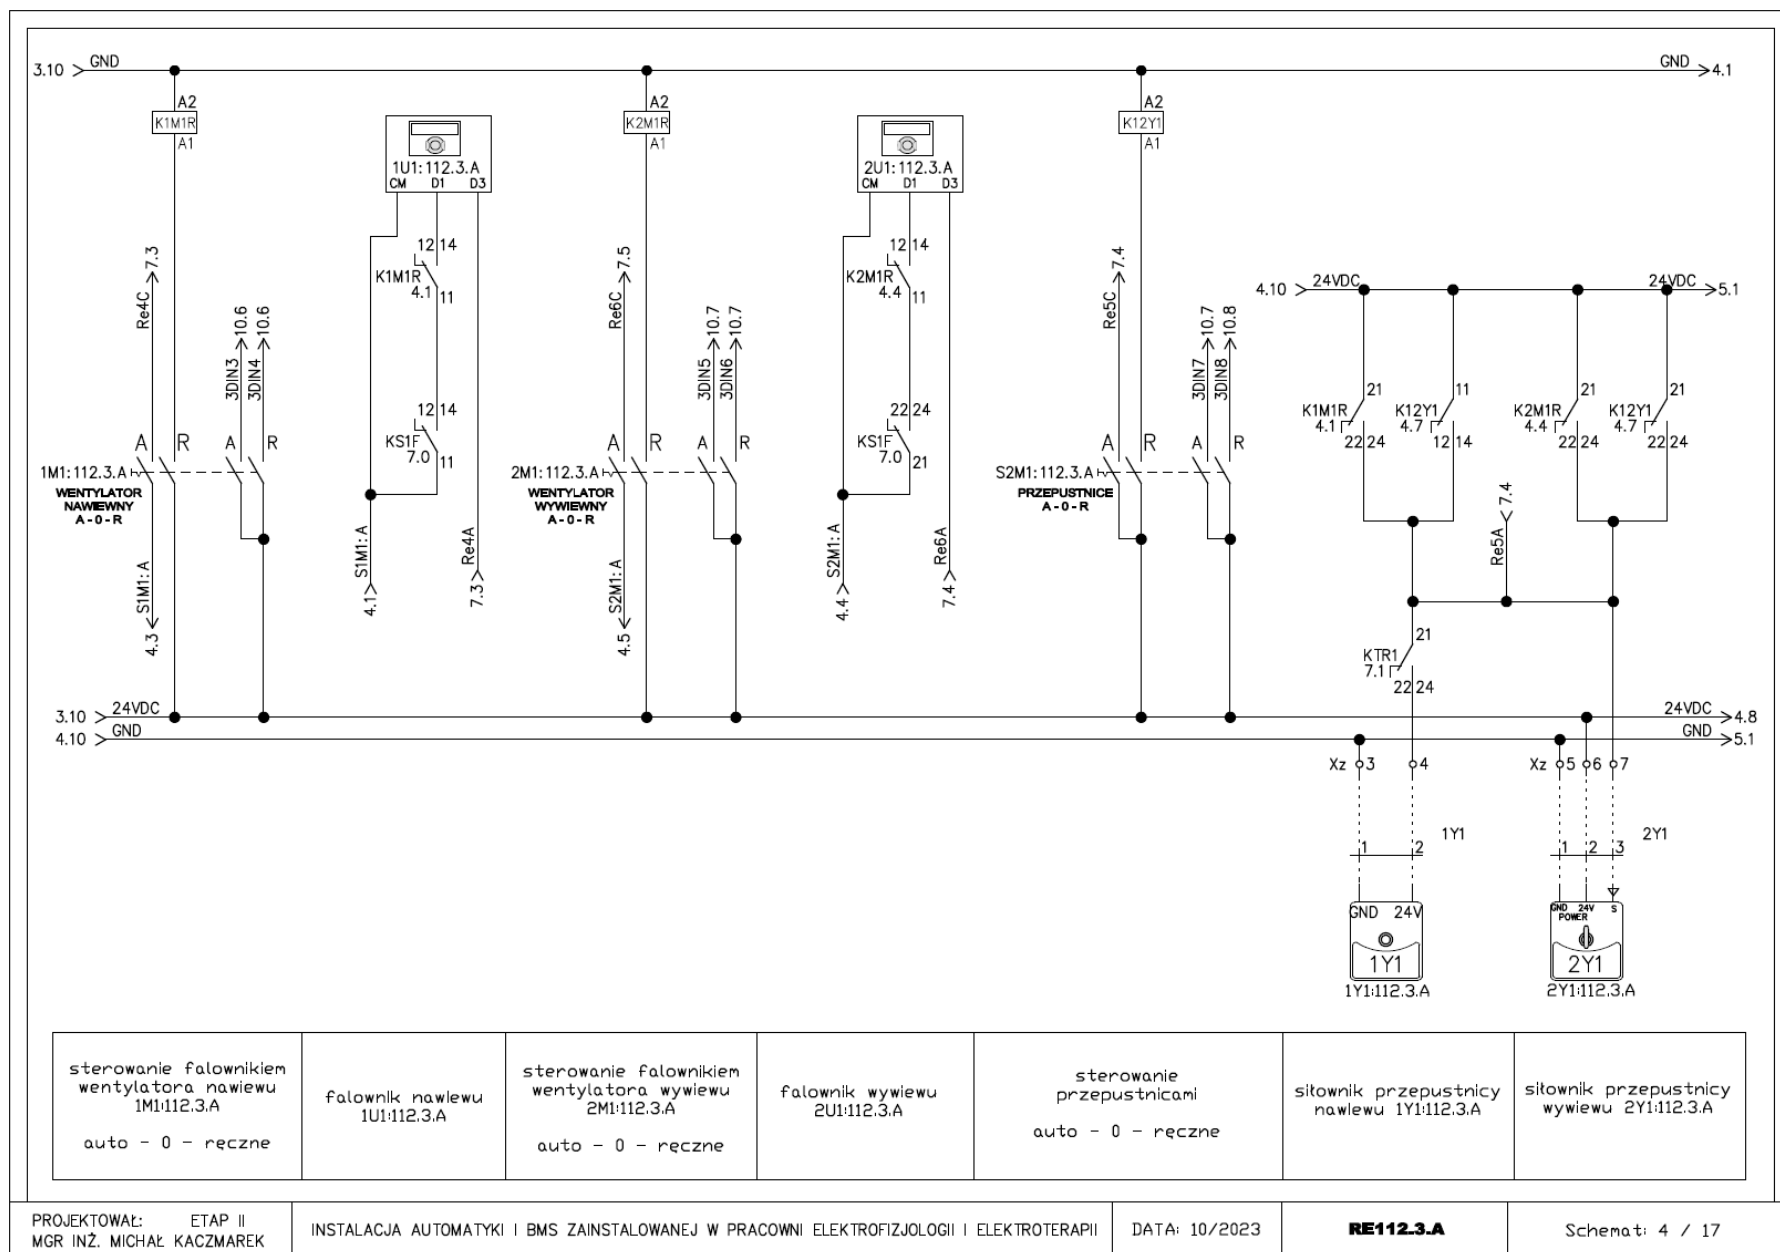 3.10
GND
GND
4.1
A2
K1M1R
A1
1U1:112.3.A
CM D1 D3
A2
K2M1R
A1
2U1:112.3.A
CM D1 D3
A2
K12Y1
A1
7.3
Re4C
12 14
K1M1R
4.1
11
7.5
Re6C
12 14
K2M1R
4.4
11
7.4
Re5C
4.10
24VDC
24VDC
5.1
10.6
10.6
3DIN3
3DIN4
10.7
10.7
3DIN5
3DIN6
10.7
10.8
3DIN7
3DIN8
21
K1M1R
4.1
22 24
11
K12Y1
4.7
12 14
21
K2M1R
4.4
22 24
21
K12Y1
4.7
22 24
A R A R
1M1:112.3.A
WENTYLATOR
NAWIEWNY
A-0-R
12 14
KS1F
7.0
11
A R A R
2M1:112.3.A
WENTYLATOR
WYWIEWNY
A-0-R
22 24
KS1F
7.0
21
A R A R
S2M1:112.3.A
PRZEPUSTNICE
A-0-R
7.4
Re5A
S1M1:A
4.3
S1M1:A
4.1
Re4A
7.3
S2M1:A
4.5
S2M1:A
4.4
Re6A
7.4
21
KTR1
7.1
22 24
3.10
24VDC
24VDC
4.8
4.10
GND
GND
5.1
Xz 3 4
Xz 5 6 7
1Y1
1 2
2Y1
1 2 3
GND 24V
1Y1
1Y1:112.3.A
GND 24V S
POWER
2Y1
2Y1:112.3.A
sterowanie falownikiem
wentylatora nawiewu
1M1:112.3.A
auto - 0 - ręczne
falownik nawiewu
1U1:112.3.A
sterowanie falownikiem
wentylatora wywiewu
2M1:112.3.A
auto - 0 - ręczne
falownik wywiewu
2U1:112.3.A
sterowanie
przepustnicami
auto - 0 - ręczne
siłownik przepustnicy
nawiewu 1Y1:112.3.A
siłownik przepustnicy
wywiewu 2Y1:112.3.A
PROJEKTOWAŁ: ETAP II
MGR INŻ. MICHAŁ KACZMAREK
INSTALACJA AUTOMATYKI I BMS ZAINSTALOWANEJ W PRACOWNI ELEKTROFIZJOLOGII I ELEKTROTERAPII
DATA: 10/2023
RE112.3.A
Schemat: 4 / 17